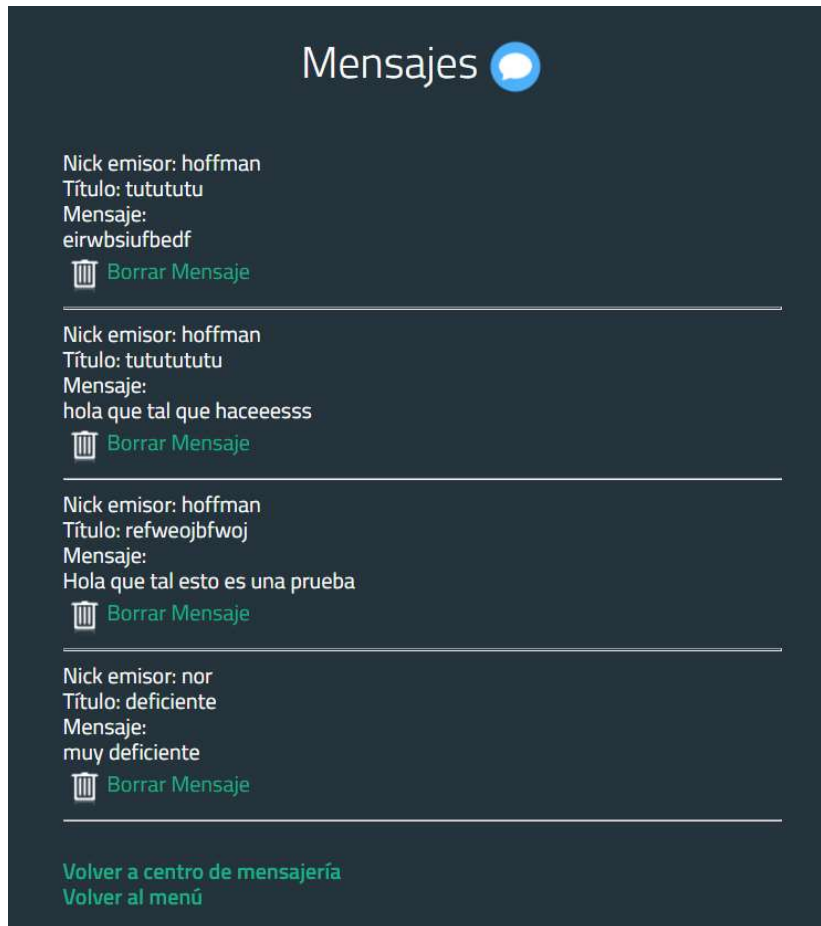 Mensajes
Nick emisor: hoffman
Título: tutututu
Mensaje:
eirwbsiufbedf
Borrar Mensaje
Nick emisor: hoffman
Título: tututututu
Mensaje:
hola que tal que haceeesss
Borrar Mensaje
Nick emisor: hoffman
Título: refweojbfwoj
Mensaje:
Hola que tal esto es una prueba
Borrar Mensaje
Nick emisor: nor
Título: deficiente
Mensaje:
muy deficiente
Borrar Mensaje
Volver a centro de mensajería
Volver al menú